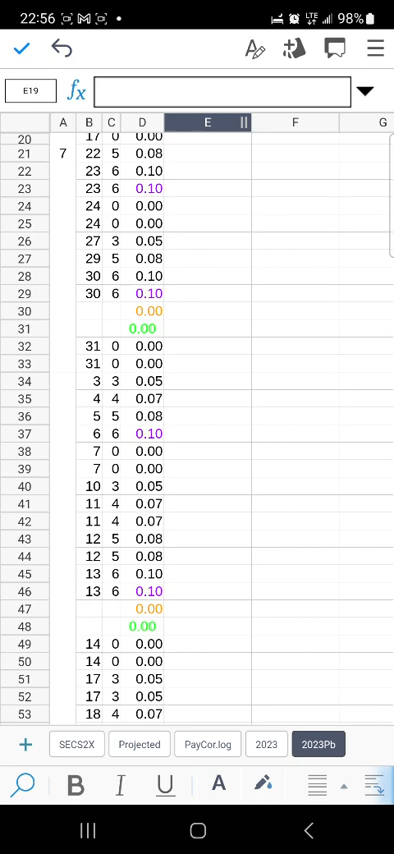 22:56 LTE 98%
E19 fx
A B C D E F G
20 17 0 0.00
21 7 22 5 0.08
22 23 6 0.10
23 23 6 0.10
24 24 0 0.00
25 24 0 0.00
26 27 3 0.05
27 29 5 0.08
28 30 6 0.10
29 30 6 0.10
30 0.00
31 0.00
32 31 0 0.00
33 31 0 0.00
34 3 3 0.05
35 4 4 0.07
36 5 5 0.08
37 6 6 0.10
38 7 0 0.00
39 7 0 0.00
40 10 3 0.05
41 11 4 0.07
42 11 4 0.07
43 12 5 0.08
44 12 5 0.08
45 13 6 0.10
46 13 6 0.10
47 0.00
48 0.00
49 14 0 0.00
50 14 0 0.00
51 17 3 0.05
52 17 3 0.05
53 18 4 0.07
+ SECS2X Projected PayCor.log 2023 2023Pb
B I U A